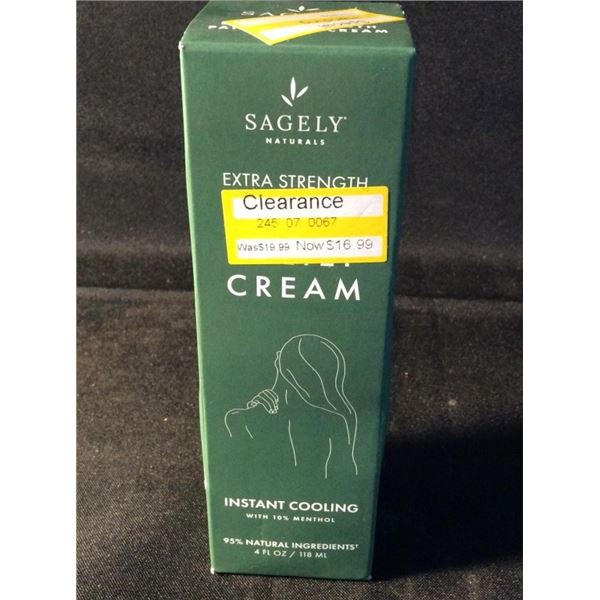 CREAM
SAGELY
NATURALS
EXTRA STRENGTH
Clearance
245 07 0067
Was$19.99 Now$16.99
CREAM
INSTANT COOLING
WITH 10% MENTHOL
95% NATURAL INGREDIENTS†
4 FL OZ / 118 ML